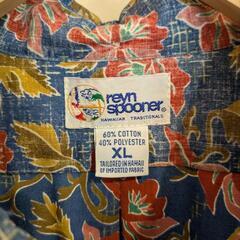 reyn
spooner®
HAWAIIAN TRADITIONALS
60% COTTON
40% POLYESTER
XL
TAILORED IN HAWAII
OF IMPORTED FABRIC